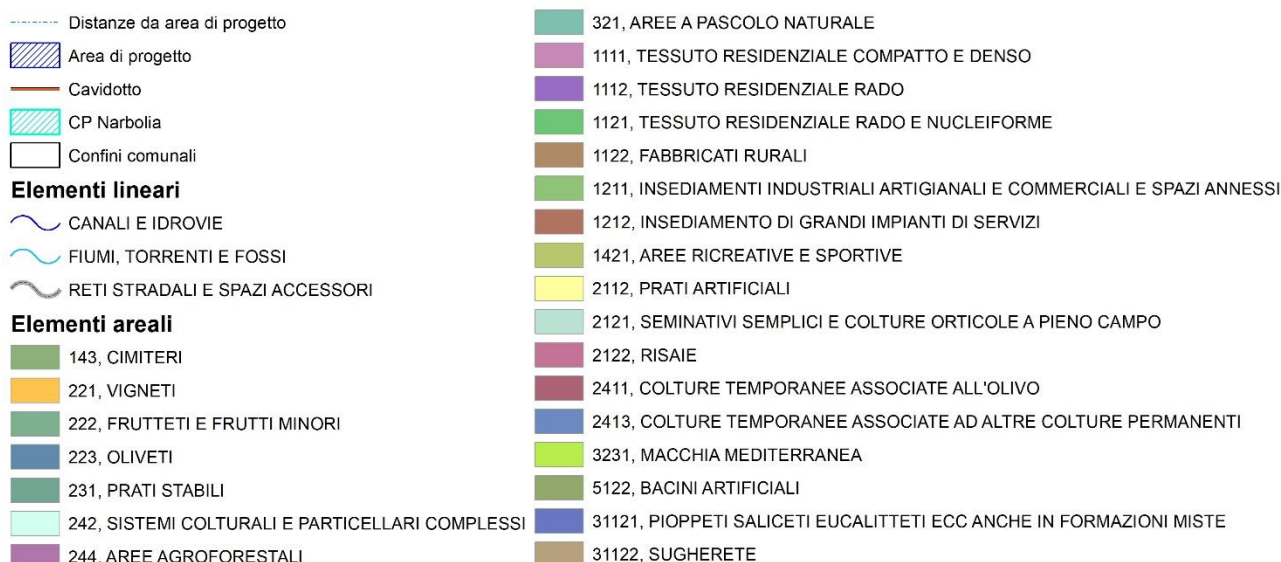 Distanze da area di progetto
Area di progetto
Cavidotto
CP Narbolia
Confini comunali
Elementi lineari
CANALI E IDROVIE
FIUMI, TORRENTI E FOSSI
RETI STRADALI E SPAZI ACCESSORI
Elementi areali
143, CIMITERI
221, VIGNETI
222, FRUTTETI E FRUTTI MINORI
223, OLIVETI
231, PRATI STABILI
242, SISTEMI COLTURALI E PARTICELLARI COMPLESSI
244, AREE AGROFORESTALI
321, AREE A PASCOLO NATURALE
1111, TESSUTO RESIDENZIALE COMPATTO E DENSO
1112, TESSUTO RESIDENZIALE RADO
1121, TESSUTO RESIDENZIALE RADO E NUCLEIFORME
1122, FABBRICATI RURALI
1211, INSEDIAMENTI INDUSTRIALI ARTIGIANALI E COMMERCIALI E SPAZI ANNESSI
1212, INSEDIAMENTO DI GRANDI IMPIANTI DI SERVIZI
1421, AREE RICREATIVE E SPORTIVE
2112, PRATI ARTIFICIALI
2121, SEMINATIVI SEMPLICI E COLTURE ORTICOLE A PIENO CAMPO
2122, RISAIE
2411, COLTURE TEMPORANEE ASSOCIATE ALL'OLIVO
2413, COLTURE TEMPORANEE ASSOCIATE AD ALTRE COLTURE PERMANENTI
3231, MACCHIA MEDITERRANEA
5122, BACINI ARTIFICIALI
31121, PIOPPETI SALICETI EUCALITTETI ECC ANCHE IN FORMAZIONI MISTE
31122, SUGHERETE